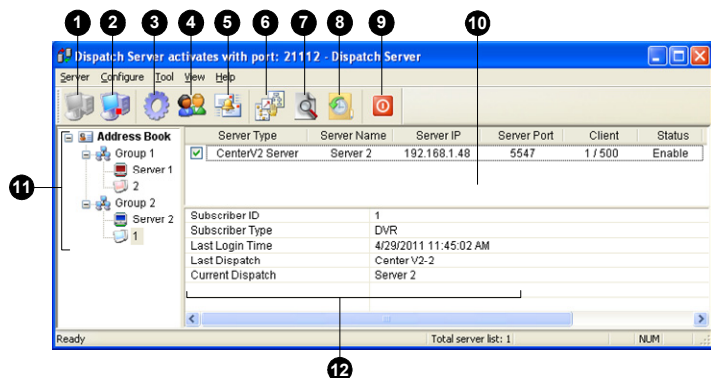 1 2 3 4 5 6 7 8 9 10
Dispatch Server activates with port: 21112 - Dispatch Server
Server Configure Tool View Help
Address Book
Group 1
Server 1
2
Group 2
Server 2
1
11
Server Type Server Name Server IP Server Port Client Status
CenterV2 Server Server 2 192.168.1.48 5547 1 / 500 Enable
Subscriber ID 1
Subscriber Type DVR
Last Login Time 4/29/2011 11:45:02 AM
Last Dispatch Center V2-2
Current Dispatch Server 2
Ready Total server list: 1 NUM
12